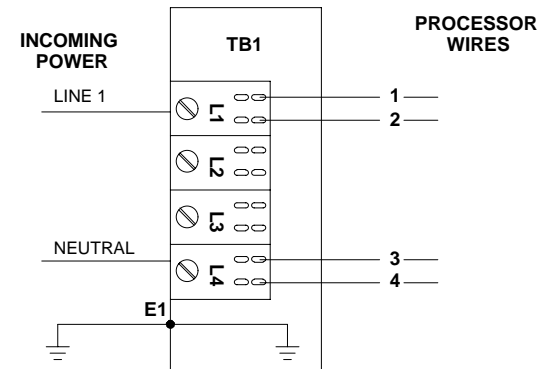 INCOMING
POWER
TB1
PROCESSOR
WIRES
LINE 1
L1
1
2
L2
L3
NEUTRAL
L4
3
4
E1